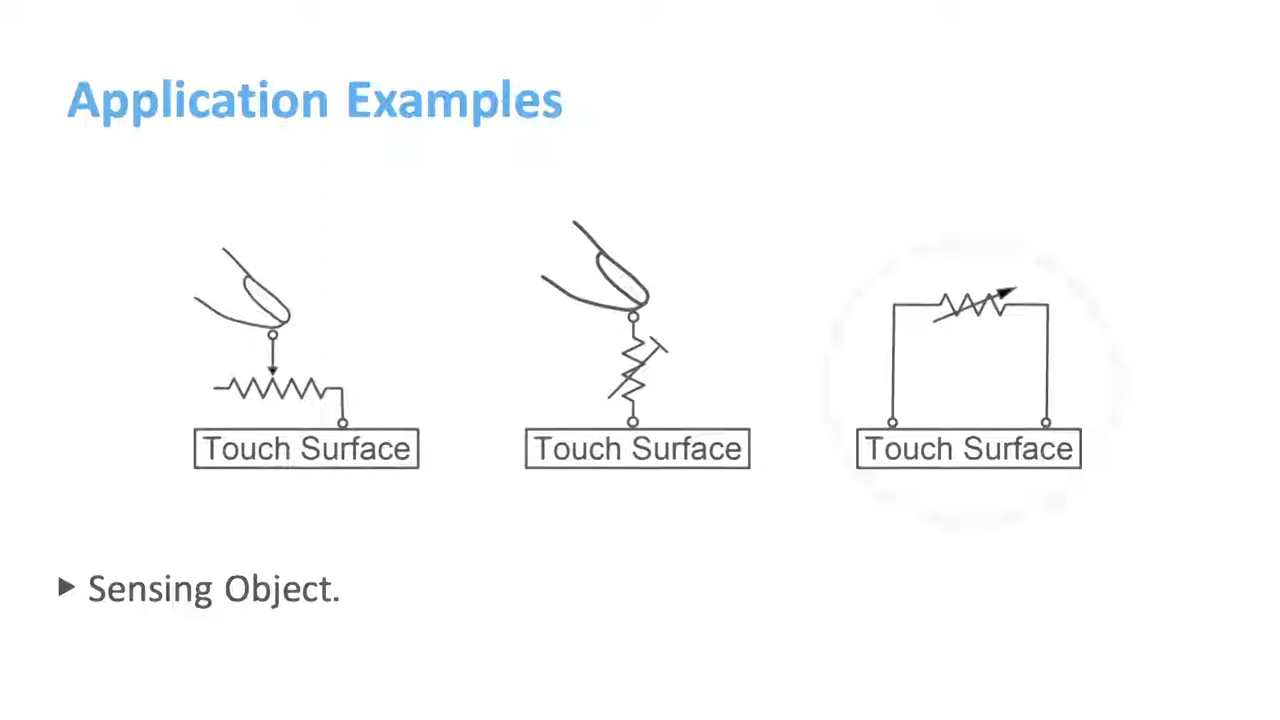 Application Examples
Touch Surface
Touch Surface
Touch Surface
Sensing Object.